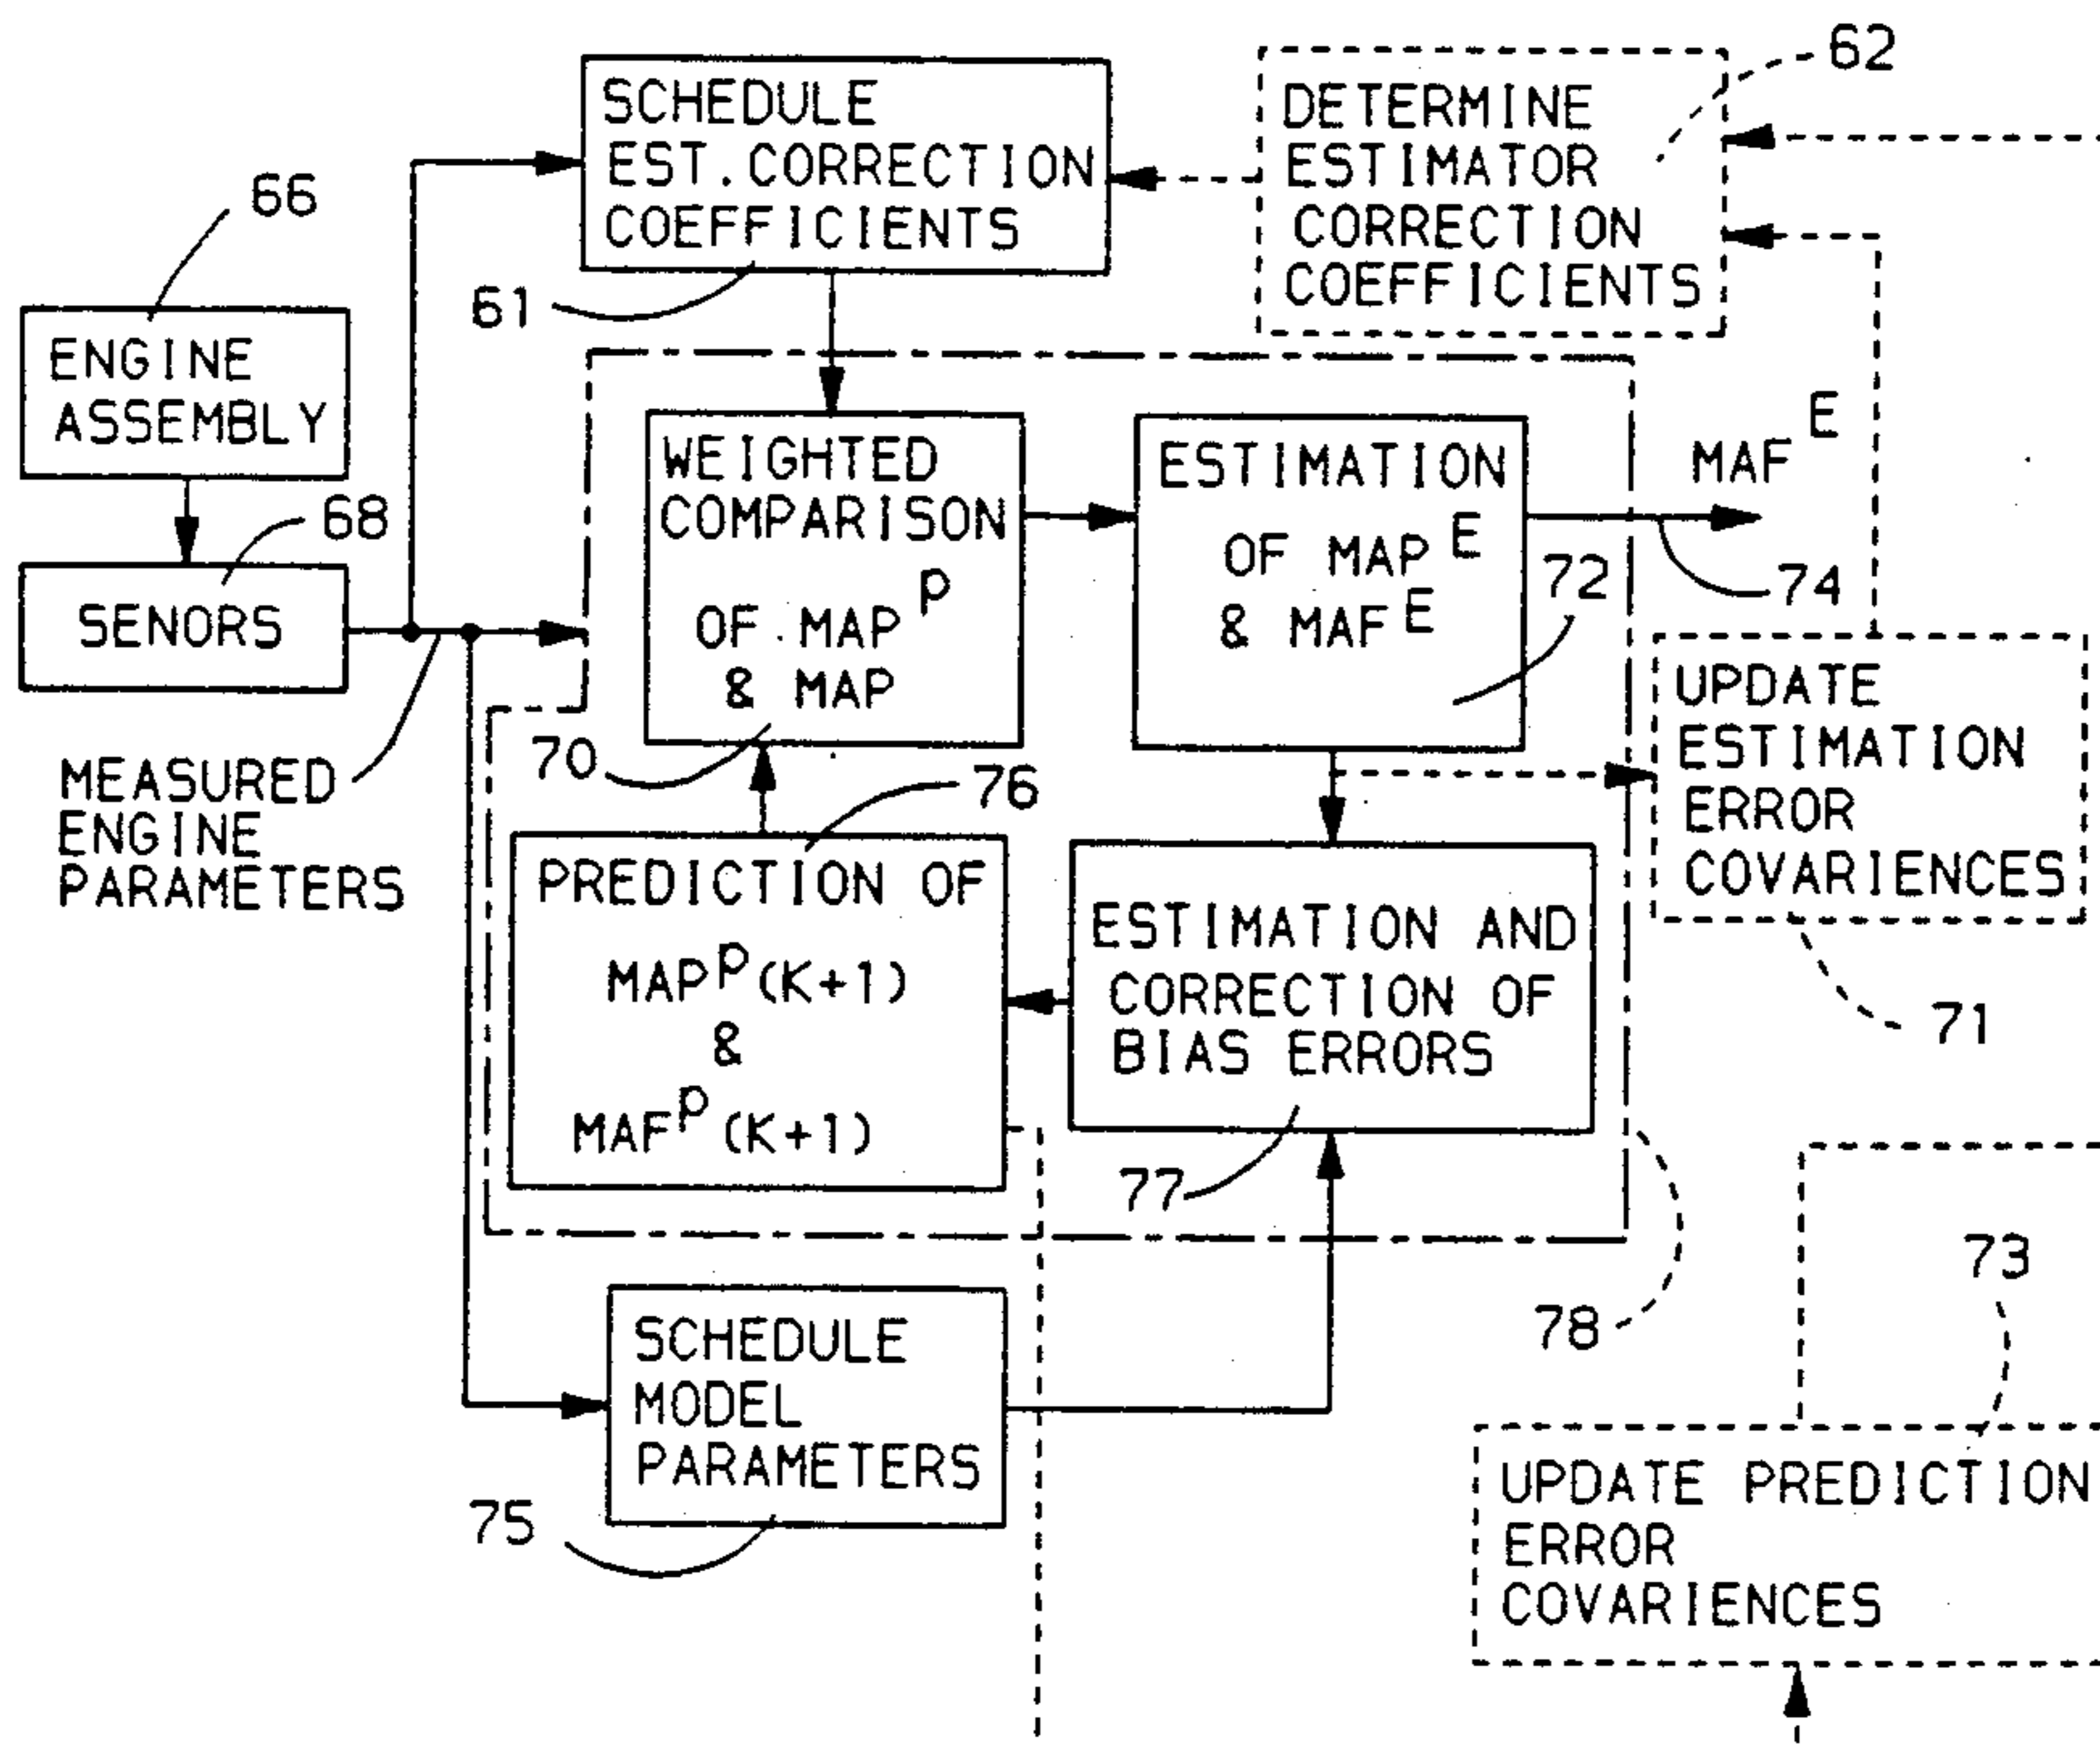 SCHEDULE
EST. CORRECTION
COEFFICIENTS
61
DETERMINE
ESTIMATOR
CORRECTION
COEFFICIENTS
62
66
ENGINE
ASSEMBLY
68
SENORS
MEASURED
ENGINE
PARAMETERS
WEIGHTED
COMPARISON
OF MAP P
& MAP
70
ESTIMATION
OF MAP E
& MAF E
72
MAF E
74
UPDATE
ESTIMATION
ERROR
COVARIENCES
71
76
PREDICTION OF
MAP P (K+1)
&
MAF P (K+1)
ESTIMATION AND
CORRECTION OF
BIAS ERRORS
77
78
SCHEDULE
MODEL
PARAMETERS
75
73
UPDATE PREDICTION
ERROR
COVARIENCES